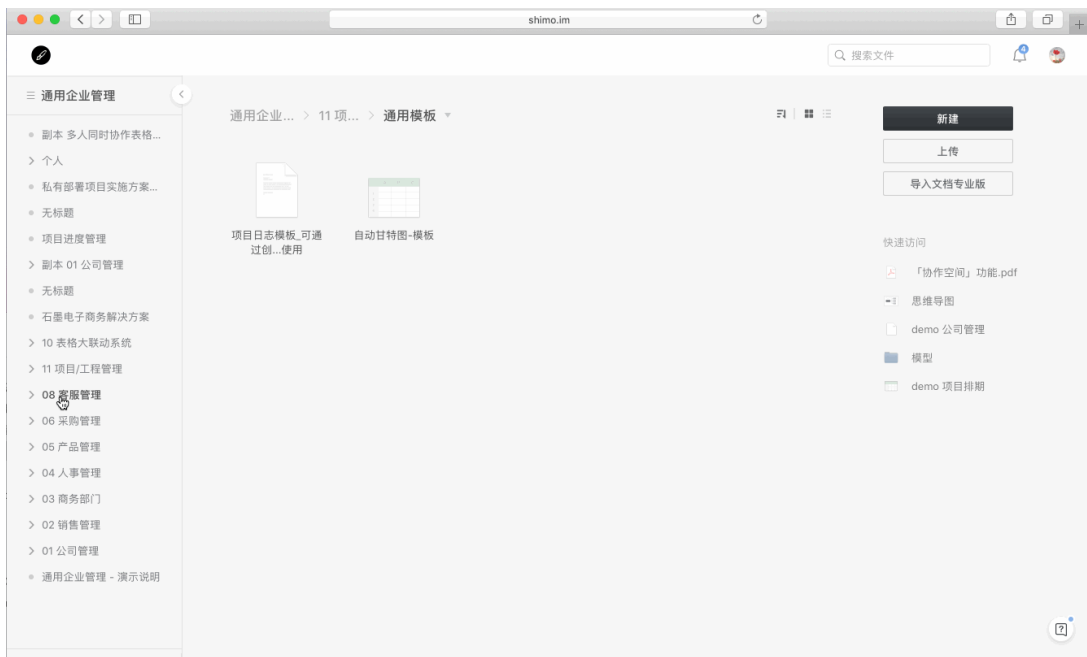 shimo.im
搜索文件
4
通用企业管理
副本 多人同时协作表格...
个人
私有部署项目实施方案...
无标题
项目进度管理
副本 01 公司管理
无标题
石墨电子商务解决方案
10 表格大联动系统
11 项目/工程管理
08 客服管理
06 采购管理
05 产品管理
04 人事管理
03 商务部门
02 销售管理
01 公司管理
通用企业管理 - 演示说明
通用企业... > 11 项... > 通用模板
项目日志模板_可通
过创...使用
自动甘特图-模板
新建
上传
导入文档专业版
快速访问
「协作空间」功能.pdf
思维导图
demo 公司管理
模型
demo 项目排期